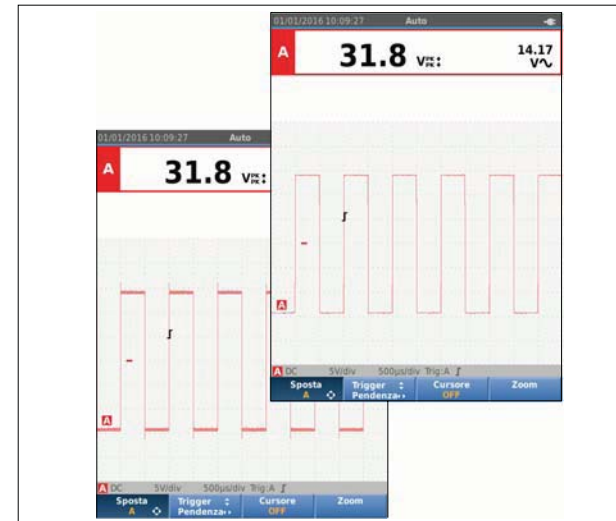 01/01/2016 10:09:27 Auto
A 31.8 VPK PK 14.17 V
A
A DC 5V/div 500µs/div Trig:A
Sposta Trigger Cursore Zoom
A Pendenza OFF
01/01/2016 10:09:27 Auto
A 31.8 VPK PK
A
A DC 5V/div 500µs/div Trig:A
Sposta Trigger Cursore Zoom
A Pendenza OFF